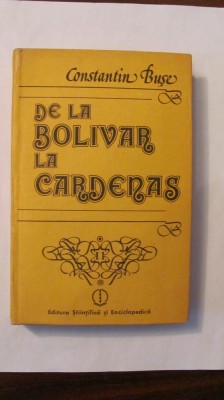 Constantin Buşe
DE LA
BOLIVAR
LA
CARDENAS
Editura Ştiinţifică şi Enciclopedică